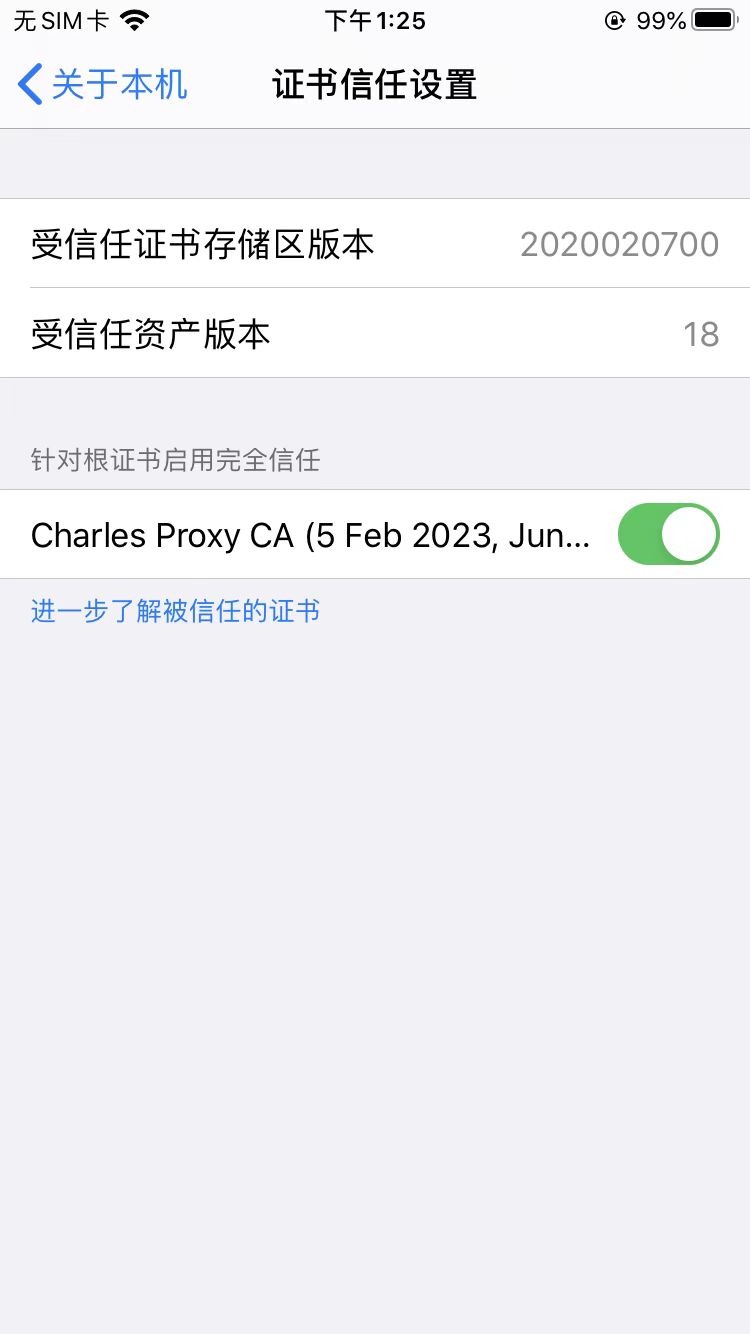 无SIM卡 下午1:25 99%
关于本机 证书信任设置
受信任证书存储区版本 2020020700
受信任资产版本 18
针对根证书启用完全信任
Charles Proxy CA (5 Feb 2023, Jun...
进一步了解被信任的证书